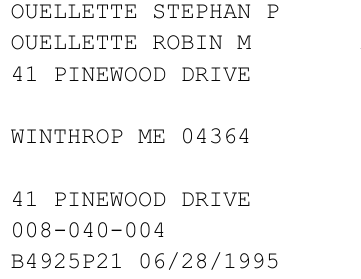 OUELLETTE STEPHAN P
OUELLETTE ROBIN M
41 PINEWOOD DRIVE
WINTHROP ME 04364
41 PINEWOOD DRIVE
008-040-004
B4925P21 06/28/1995